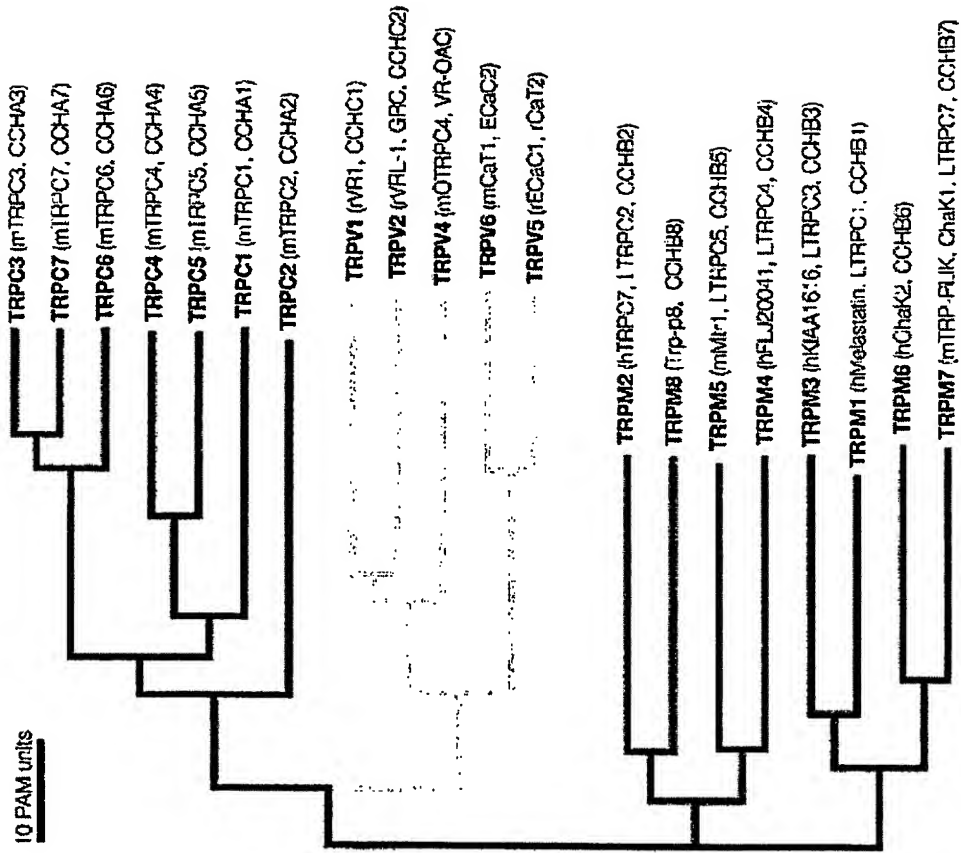 10 PAM units
TRPC3 (mTRPC3, CCHA3)
TRPC7 (mTRPC7, CCHA7)
TRPC6 (mTRPC6, CCHA6)
TRPC4 (mTRPC4, CCHA4)
TRPC5 (mTRPC5, CCHA5)
TRPC1 (mTRPC1, CCHA1)
TRPC2 (mTRPC2, CCHA2)
TRPV1 (rVR1, CCHC1)
TRPV2 (rVRL-1, GRC, CCHC2)
TRPV4 (mOTRPC4, VR-OAC)
TRPV6 (mCaT1, ECaC2)
TRPV5 (rECaC1, rCaT2)
TRPM2 (hTRPC7, LTRPC2, CCHB2)
TRPM8 (Trp-p8, CCHB8)
TRPM5 (mMtr1, LTRPC5, CCHB5)
TRPM4 (hFLJ20041, LTRPC4, CCHB4)
TRPM3 (hKIAA1616, LTRPC3, CCHB3)
TRPM1 (hMelastatin, LTRPC1, CCHB1)
TRPM6 (hChaK2, CCHB6)
TRPM7 (mTRP-PLIK, ChaK1, LTRPC7, CCHB7)